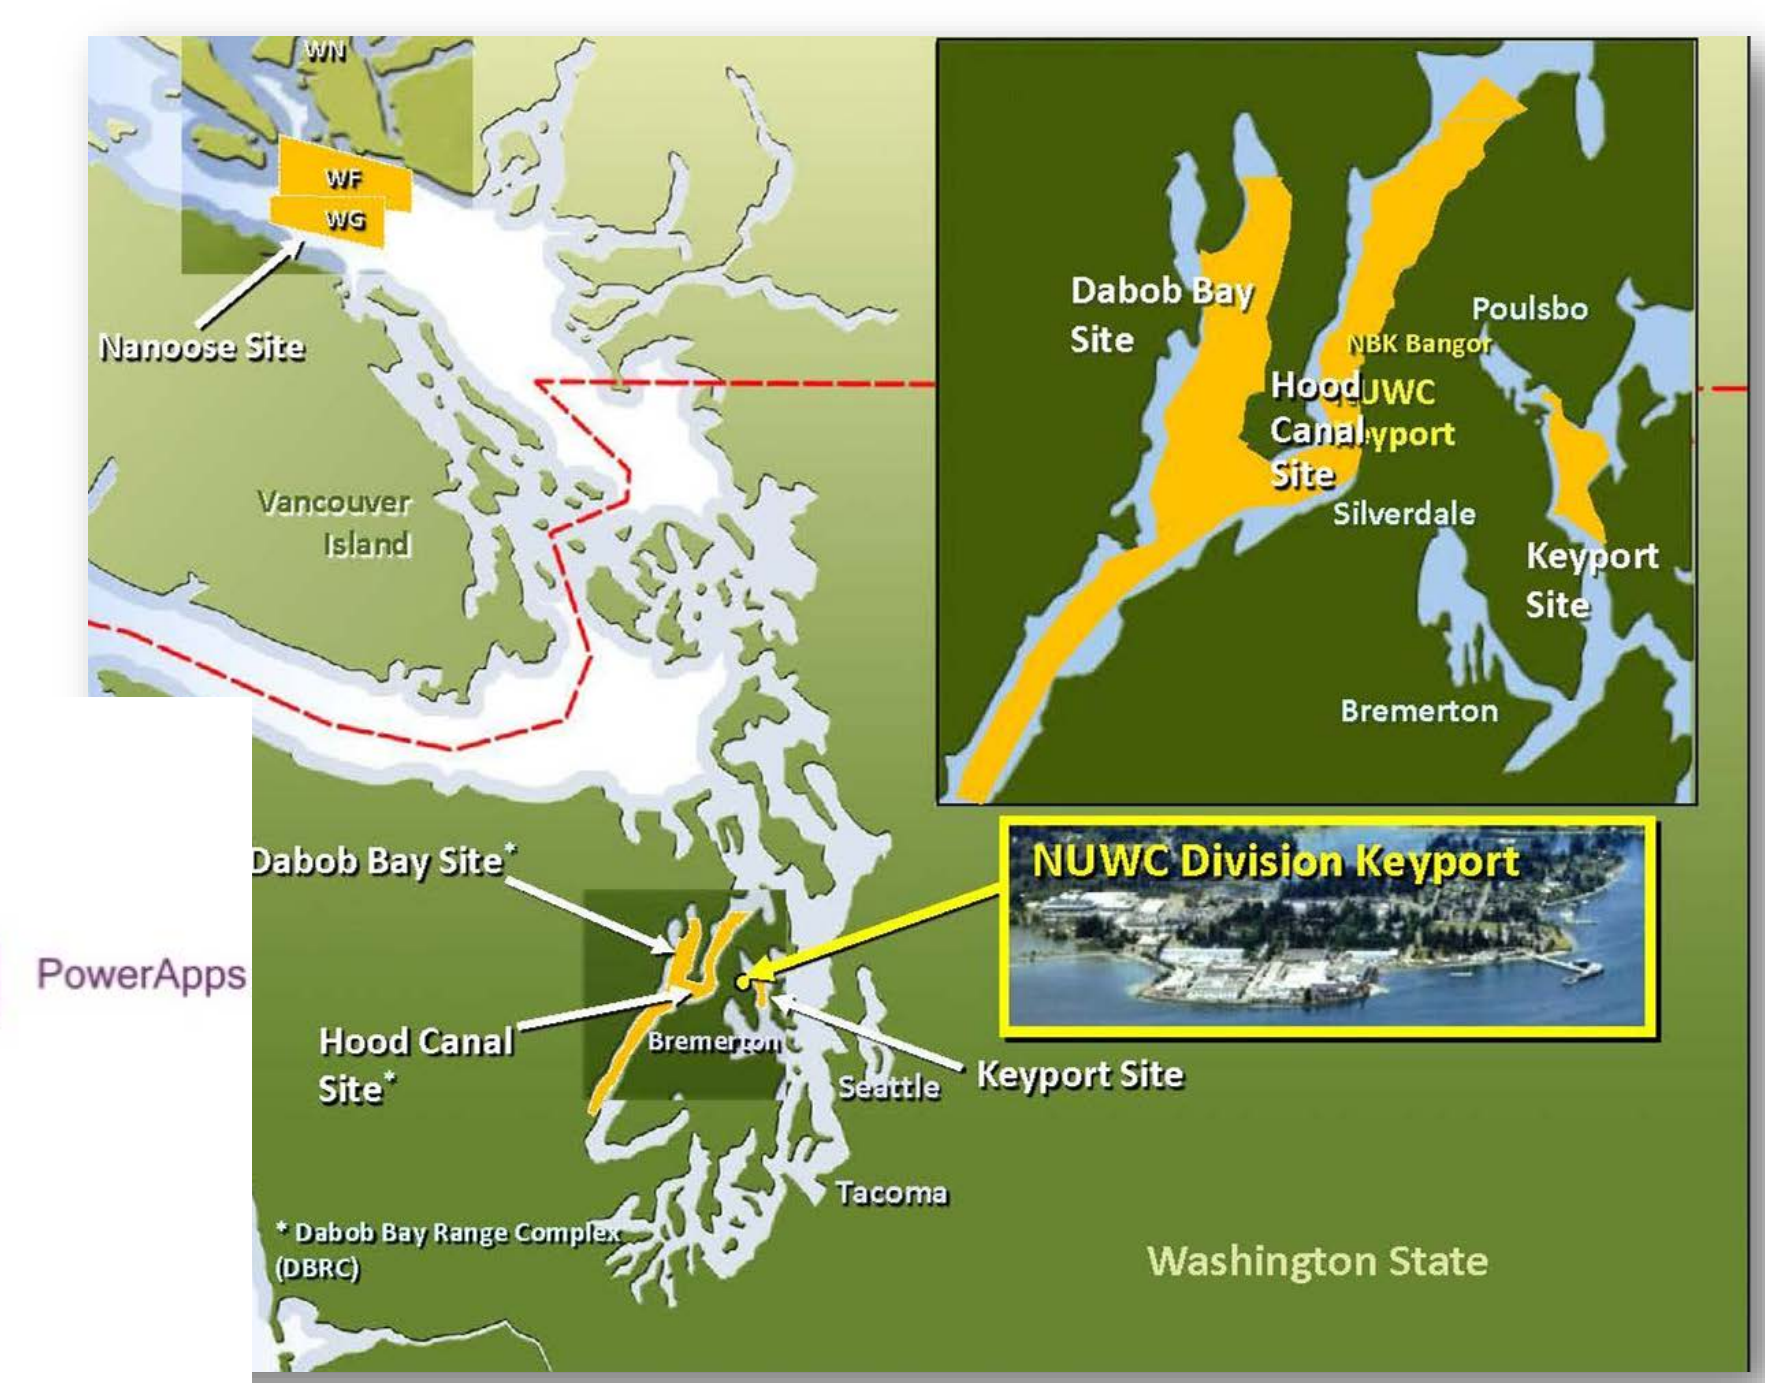 WN
WF
WG
Nanoose Site
Vancouver
Island
Dabob Bay
Site
Poulsbo
NBK Bangor
Hood
Canal
Site
Silverdale
Keyport
Site
Bremerton
NUWC Division Keyport
Dabob Bay Site*
PowerApps
Hood Canal
Site*
Bremerton
Keyport Site
Seattle
Tacoma
* Dabob Bay Range Complex
(DBRC)
Washington State